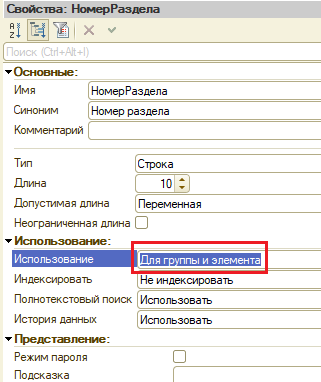 Свойства: НомерРаздела
Поиск (Ctrl+Alt+I)
Основные:
Имя НомерРаздела
Синоним Номер раздела
Комментарий
Тип Строка
Длина 10
Допустимая длина Переменная
Неограниченная длина
Использование:
Использование Для группы и элемента
Индексировать Не индексировать
Полнотекстовый поиск Использовать
История данных Использовать
Представление:
Режим пароля
Подсказка